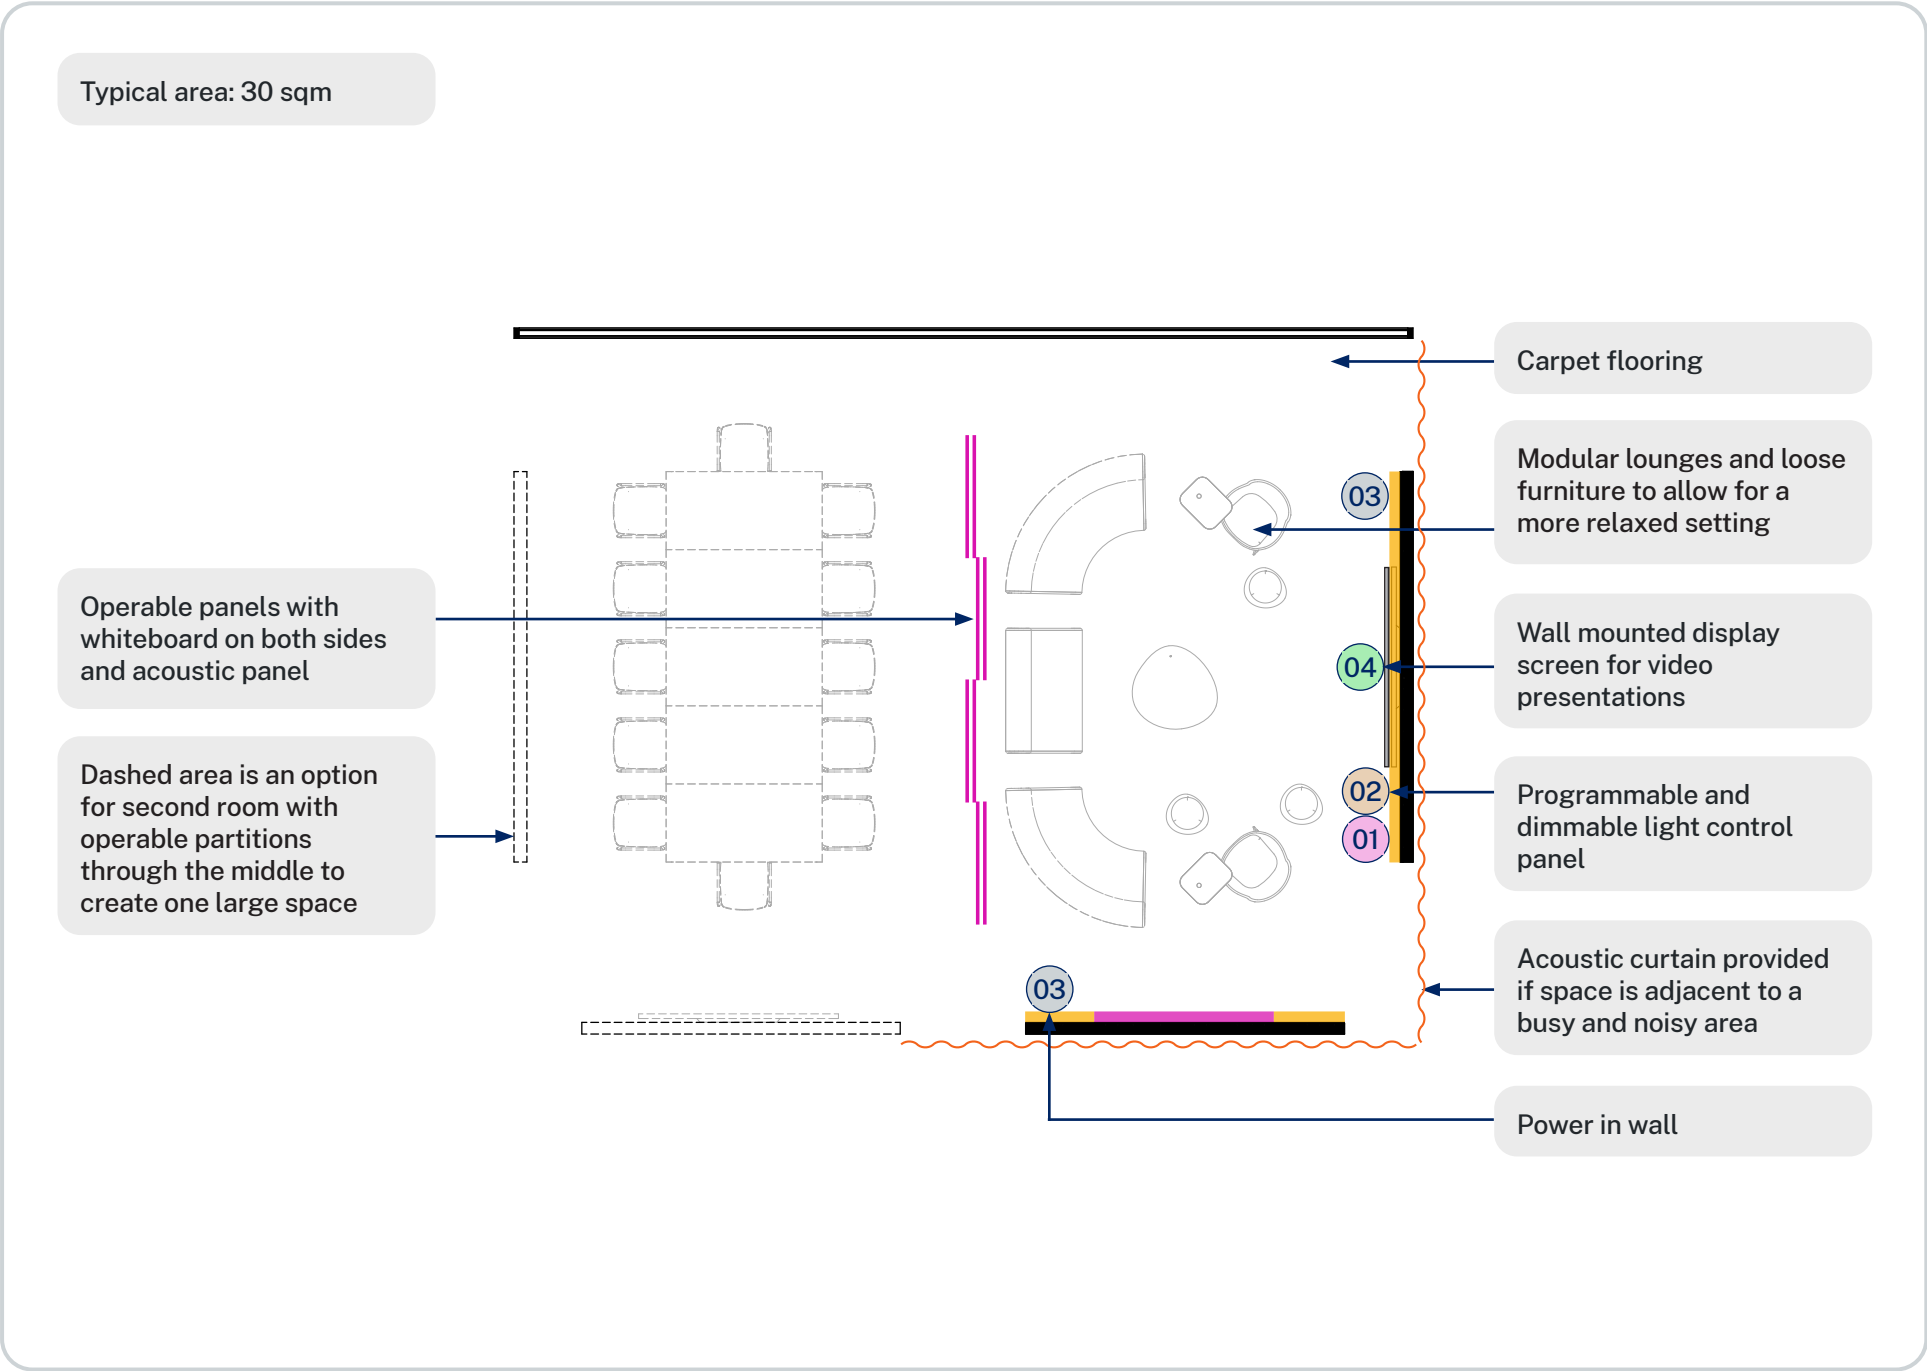 Typical area: 30 sqm
Carpet flooring
Modular lounges and loose
furniture to allow for a
more relaxed setting
03
Operable panels with
whiteboard on both sides
and acoustic panel
Wall mounted display
screen for video
presentations
04
Dashed area is an option
for second room with
operable partitions
through the middle to
create one large space
02
01
Programmable and
dimmable light control
panel
Acoustic curtain provided
if space is adjacent to a
busy and noisy area
03
Power in wall